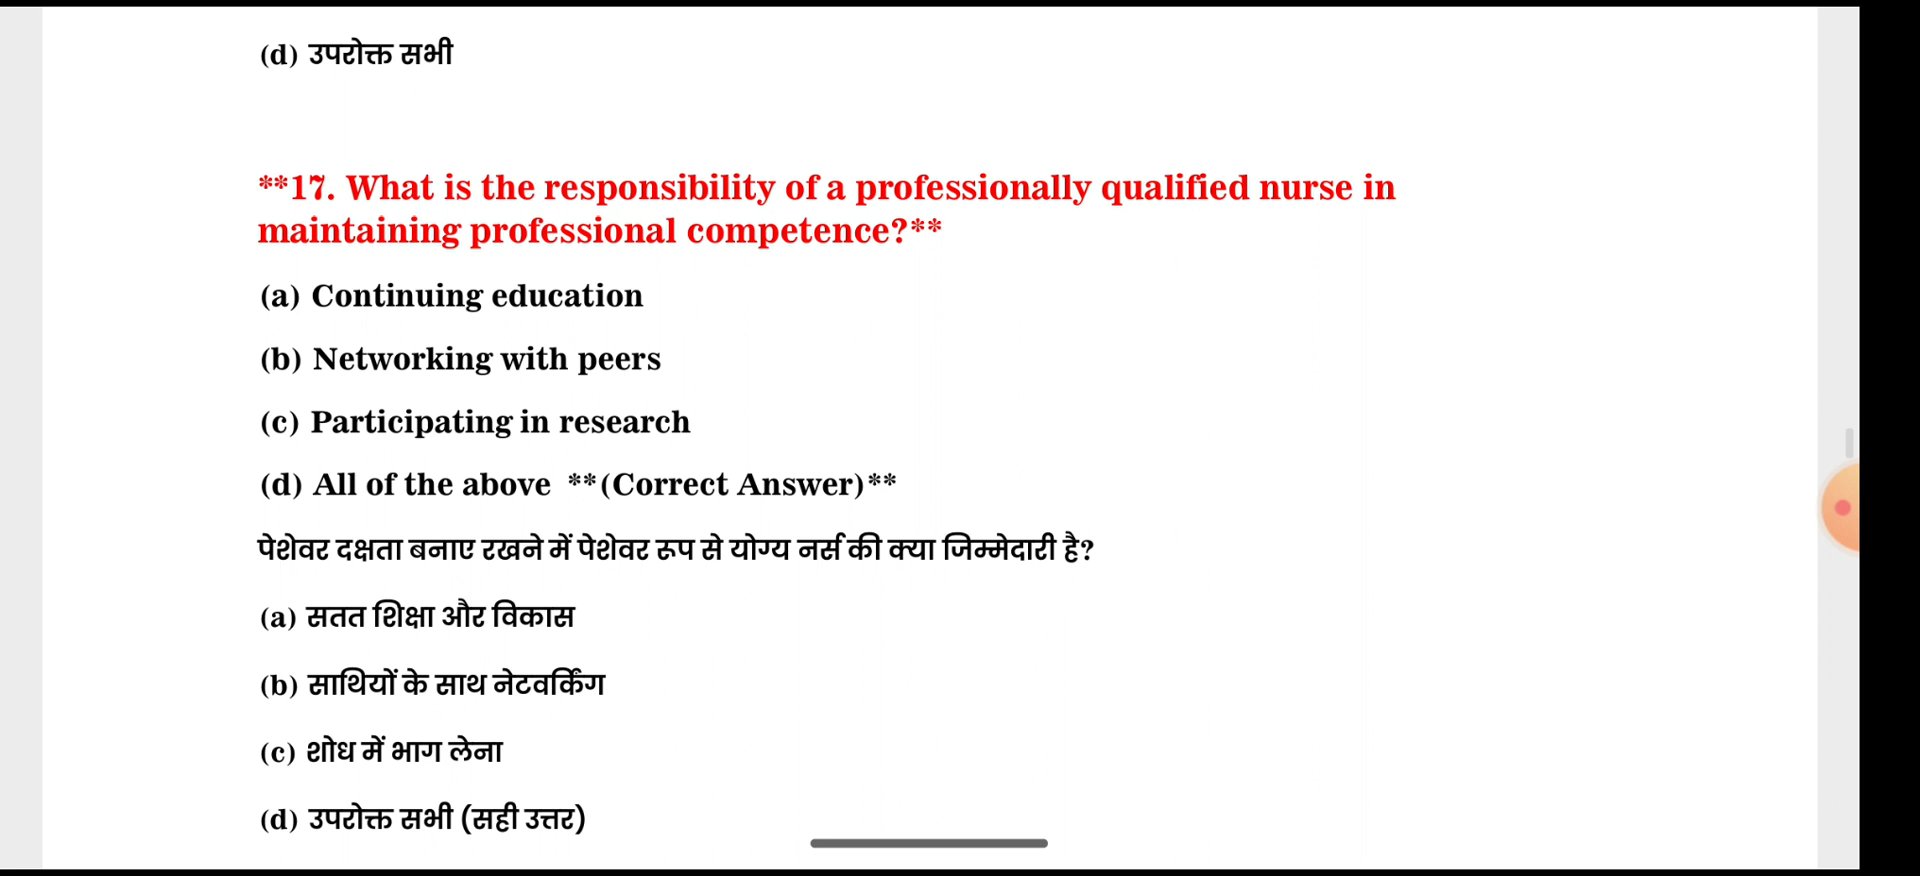 (d) उपरोक्त सभी
**17. What is the responsibility of a professionally qualified nurse in
maintaining professional competence?**
(a) Continuing education
(b) Networking with peers
(c) Participating in research
(d) All of the above **(Correct Answer)**
पेशेवर दक्षता बनाए रखने में पेशेवर रूप से योग्य नर्स की क्या जिम्मेदारी है?
(a) सतत शिक्षा और विकास
(b) साथियों के साथ नेटवर्किंग
(c) शोध में भाग लेना
(d) उपरोक्त सभी (सही उत्तर)